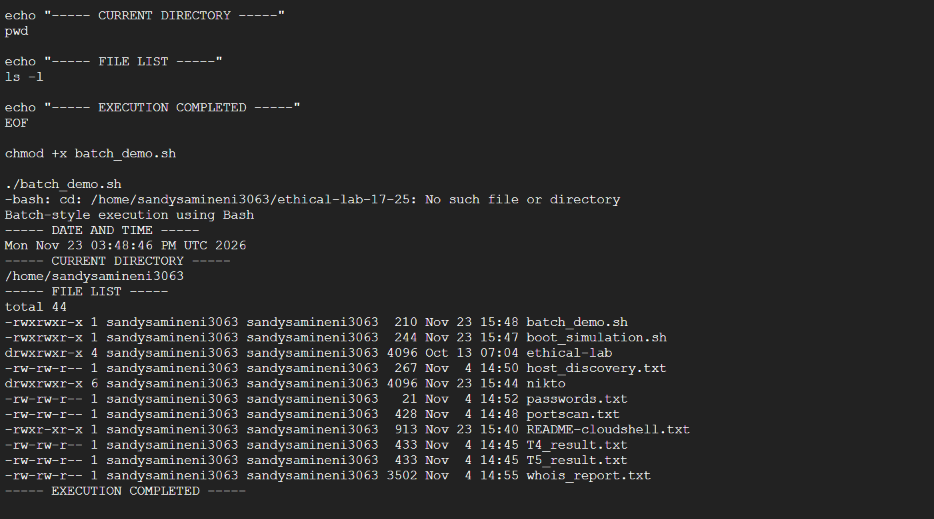 echo "----- CURRENT DIRECTORY -----"
pwd
echo "----- FILE LIST -----"
ls -l
echo "----- EXECUTION COMPLETED -----"
EOF
chmod +x batch_demo.sh
./batch_demo.sh
-bash: cd: /home/sandysamineni3063/ethical-lab-17-25: No such file or directory
Batch-style execution using Bash
----- DATE AND TIME -----
Mon Nov 23 03:48:46 PM UTC 2026
----- CURRENT DIRECTORY -----
/home/sandysamineni3063
----- FILE LIST -----
total 44
-rwxrwxr-x 1 sandysamineni3063 sandysamineni3063  210 Nov 23 15:48 batch_demo.sh
-rwxrwxr-x 1 sandysamineni3063 sandysamineni3063  244 Nov 23 15:47 boot_simulation.sh
drwxrwxr-x 4 sandysamineni3063 sandysamineni3063 4096 Oct 13 07:04 ethical-lab
-rw-rw-r-- 1 sandysamineni3063 sandysamineni3063  267 Nov  4 14:50 host_discovery.txt
drwxrwxr-x 6 sandysamineni3063 sandysamineni3063 4096 Nov 23 15:44 nikto
-rw-rw-r-- 1 sandysamineni3063 sandysamineni3063   21 Nov  4 14:52 passwords.txt
-rw-rw-r-- 1 sandysamineni3063 sandysamineni3063  428 Nov  4 14:48 portscan.txt
-rwxr-xr-x 1 sandysamineni3063 sandysamineni3063  913 Nov 23 15:40 README-cloudshell.txt
-rw-rw-r-- 1 sandysamineni3063 sandysamineni3063  433 Nov  4 14:45 T4_result.txt
-rw-rw-r-- 1 sandysamineni3063 sandysamineni3063  433 Nov  4 14:45 T5_result.txt
-rw-rw-r-- 1 sandysamineni3063 sandysamineni3063 3502 Nov  4 14:55 whois_report.txt
----- EXECUTION COMPLETED -----